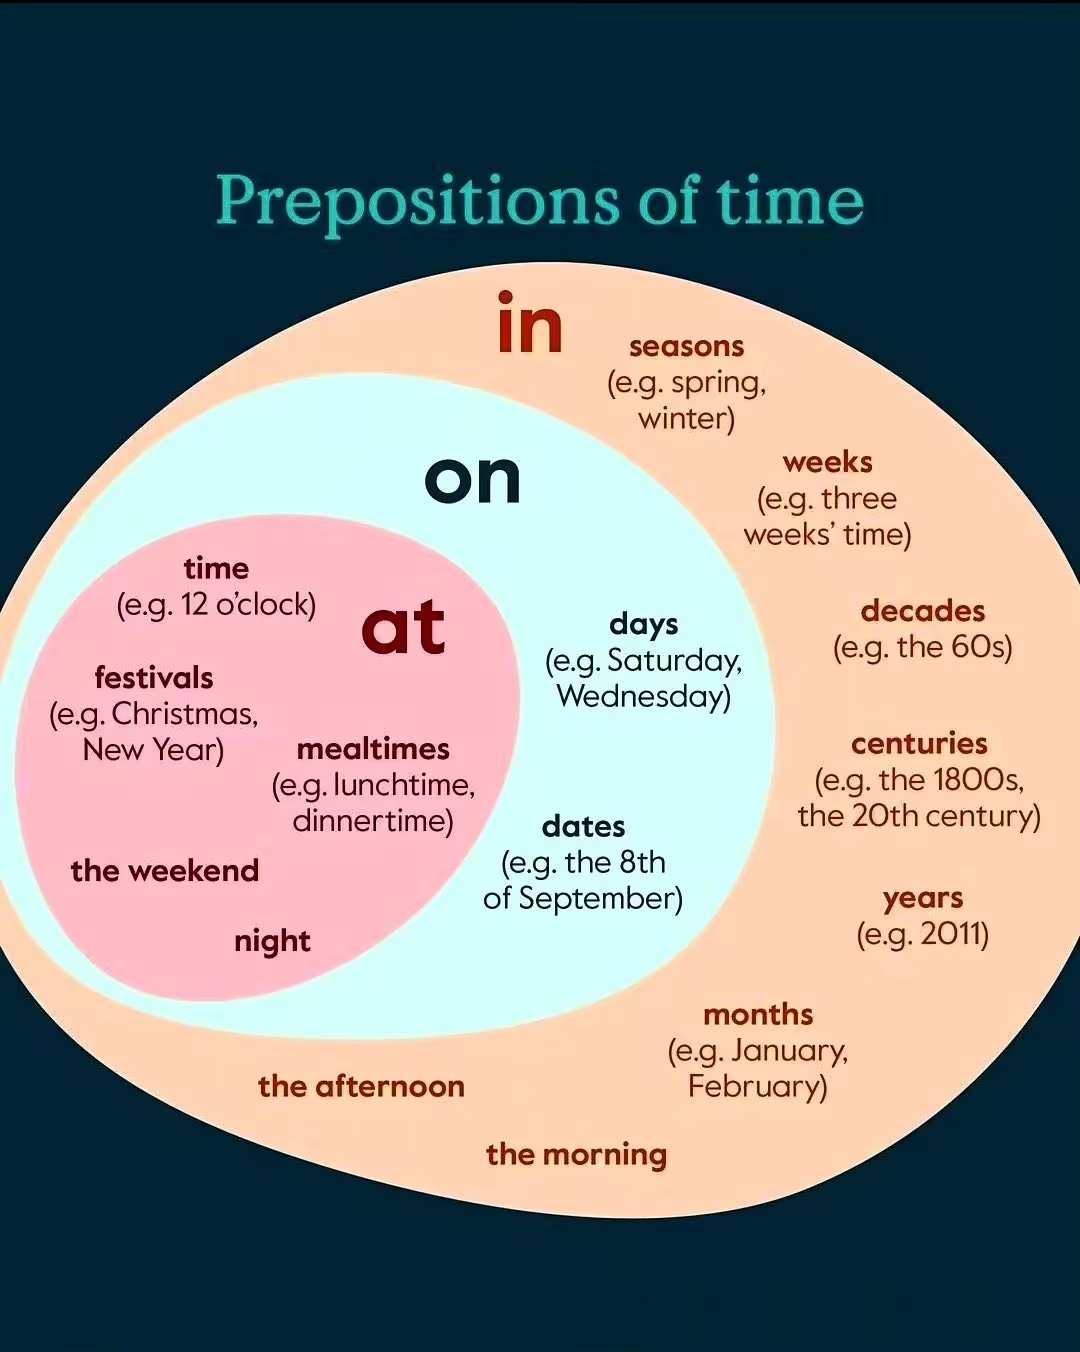 Prepositions of time
in
seasons
(e.g. spring,
winter)
weeks
(e.g. three
weeks’ time)
decades
(e.g. the 60s)
centuries
(e.g. the 1800s,
the 20th century)
years
(e.g. 2011)
months
(e.g. January,
February)
the afternoon
the morning
on
days
(e.g. Saturday,
Wednesday)
dates
(e.g. the 8th
of September)
at
time
(e.g. 12 o’clock)
festivals
(e.g. Christmas,
New Year)
mealtimes
(e.g. lunchtime,
dinnertime)
the weekend
night